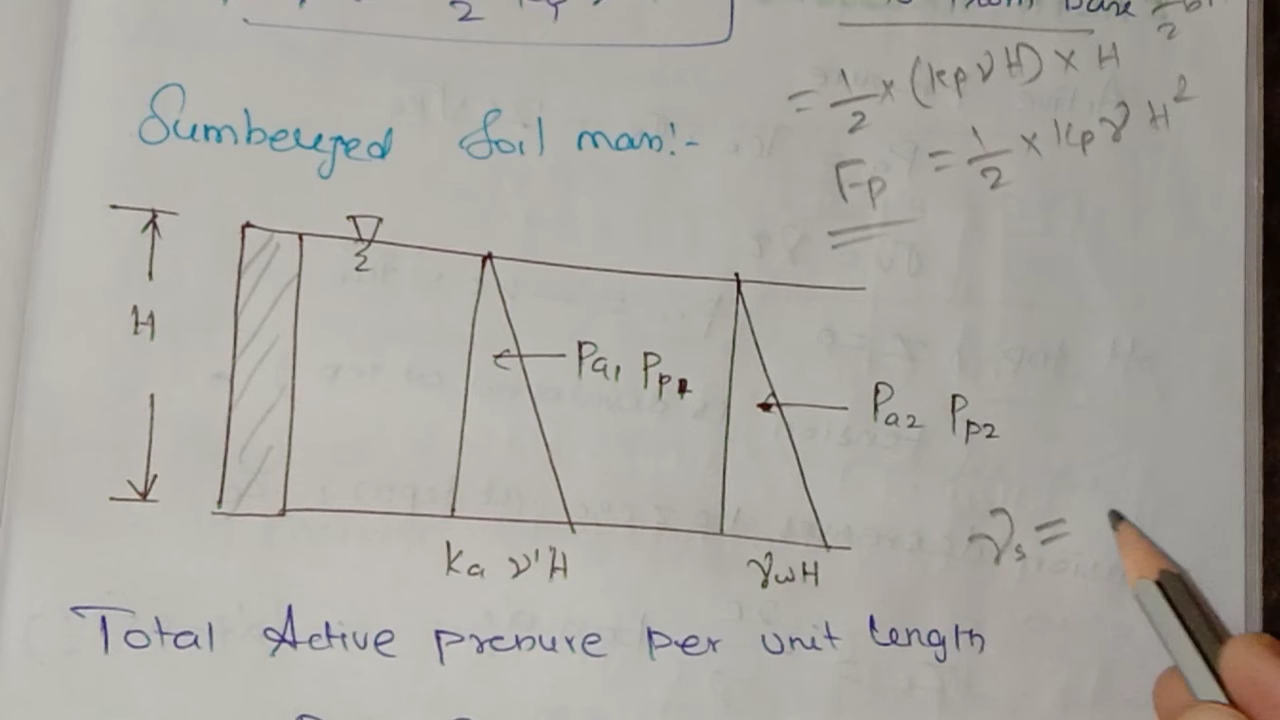 = 1/2 × (kp γ H) × H
Fp = 1/2 × kp γ H²
Sumberged Soil mass:-
H
Pa1 Pp1
Pa2 Pp2
γs =
ka γ'H
γwH
Total Active pressure per unit length